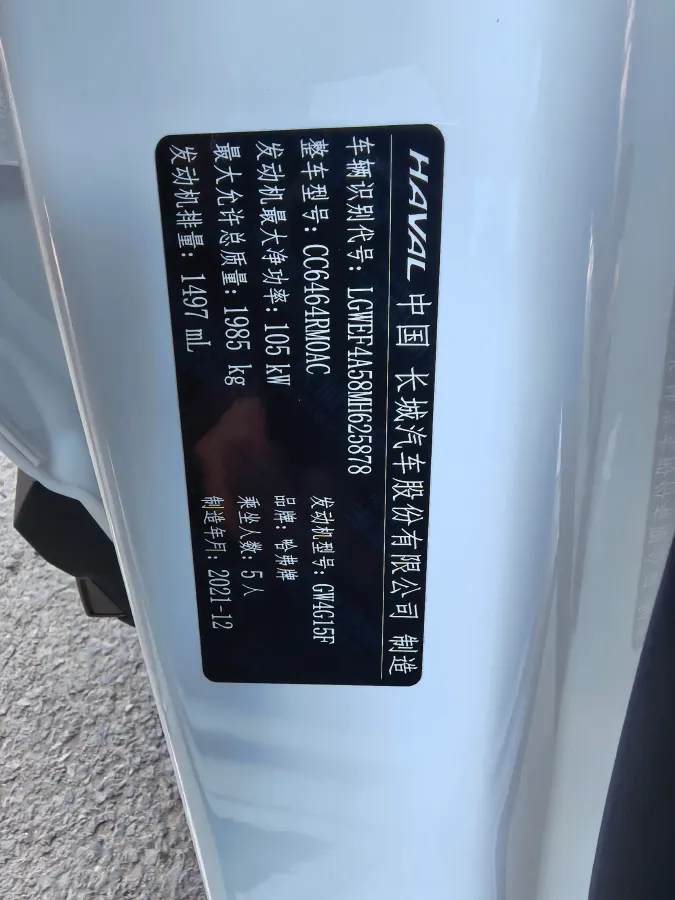 HAVAL 中国 长城汽车股份有限公司 制造
车辆识别代号: LGWEF4A58MH625878
整车型号: CC6464RM0AC 发动机型号: GW4G15F
发动机最大净功率: 105 kW 品牌: 哈弗牌
最大允许总质量: 1985 kg 乘坐人数: 5 人
发动机排量: 1497 mL 制造年月: 2021-12